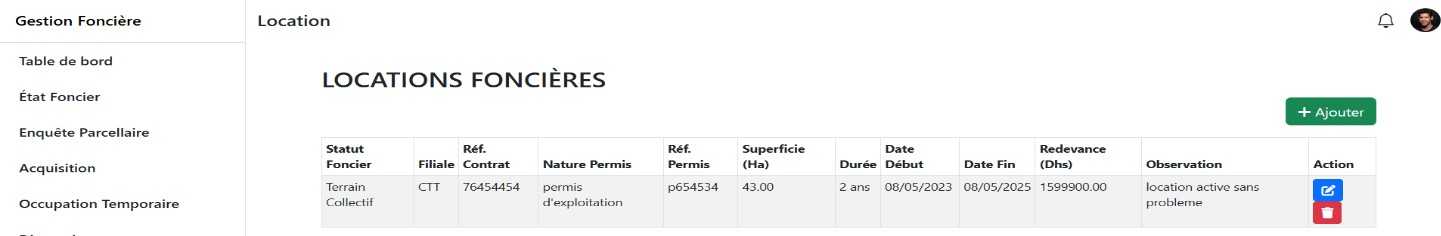 Gestion Foncière
Location
Table de bord
État Foncier
Enquête Parcellaire
Acquisition
Occupation Temporaire
LOCATIONS FONCIÈRES
+ Ajouter
Statut Foncier Filiale Réf. Contrat Nature Permis Réf. Permis Superficie (Ha) Durée Date Début Date Fin Redevance (Dhs) Observation Action
Terrain Collectif CTT 76454454 permis d'exploitation p654534 43.00 2 ans 08/05/2023 08/05/2025 1599900.00 location active sans probleme